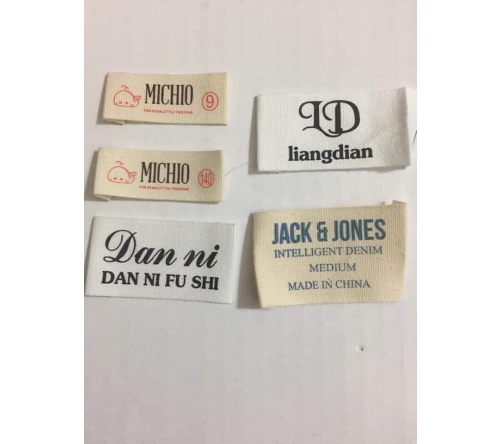 MICHIO 9
MICHIO 140
Dan ni
DAN NI FU SHI
LD
liangdian
JACK & JONES
INTELLIGENT DENIM
MEDIUM
MADE IN CHINA